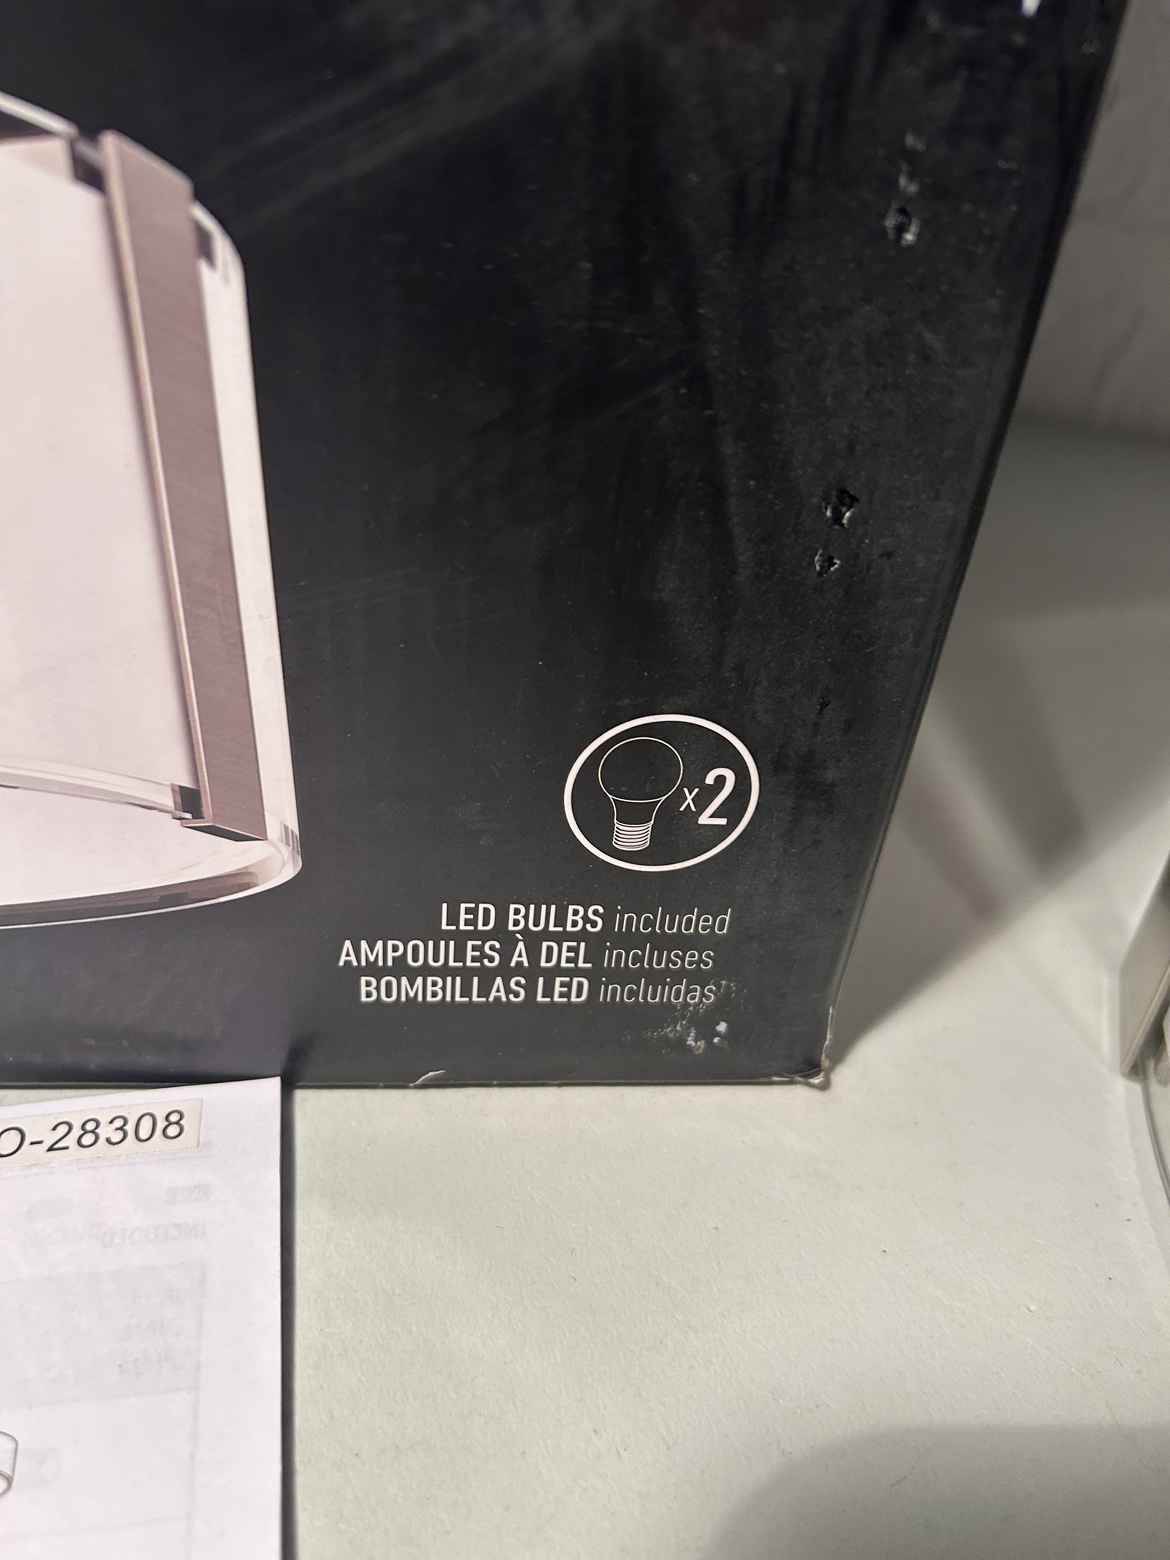 x2
LED BULBS included
AMPOULES À DEL incluses
BOMBILLAS LED incluidas
O-28308